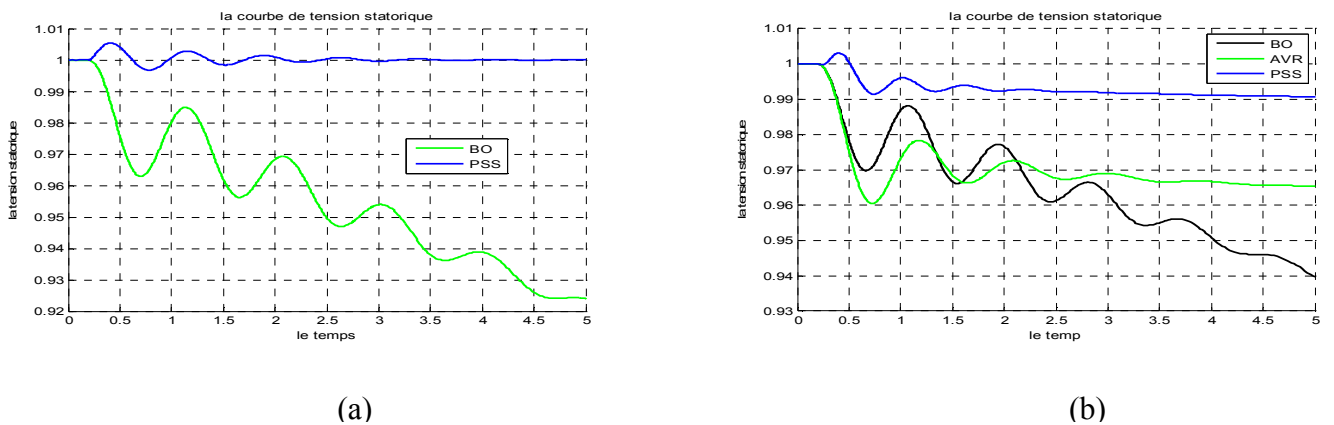 la courbe de tension statorique
1.01
1
0.99
0.98
0.97
0.96
0.95
0.94
0.93
0.92
la tension statorique
BO
PSS
0 0.5 1 1.5 2 2.5 3 3.5 4 4.5 5
le temps
(a)
la courbe de tension statorique
1.01
1
0.99
0.98
0.97
0.96
0.95
0.94
0.93
la tension statorique
BO
AVR
PSS
0 0.5 1 1.5 2 2.5 3 3.5 4 4.5 5
le temp
(b)